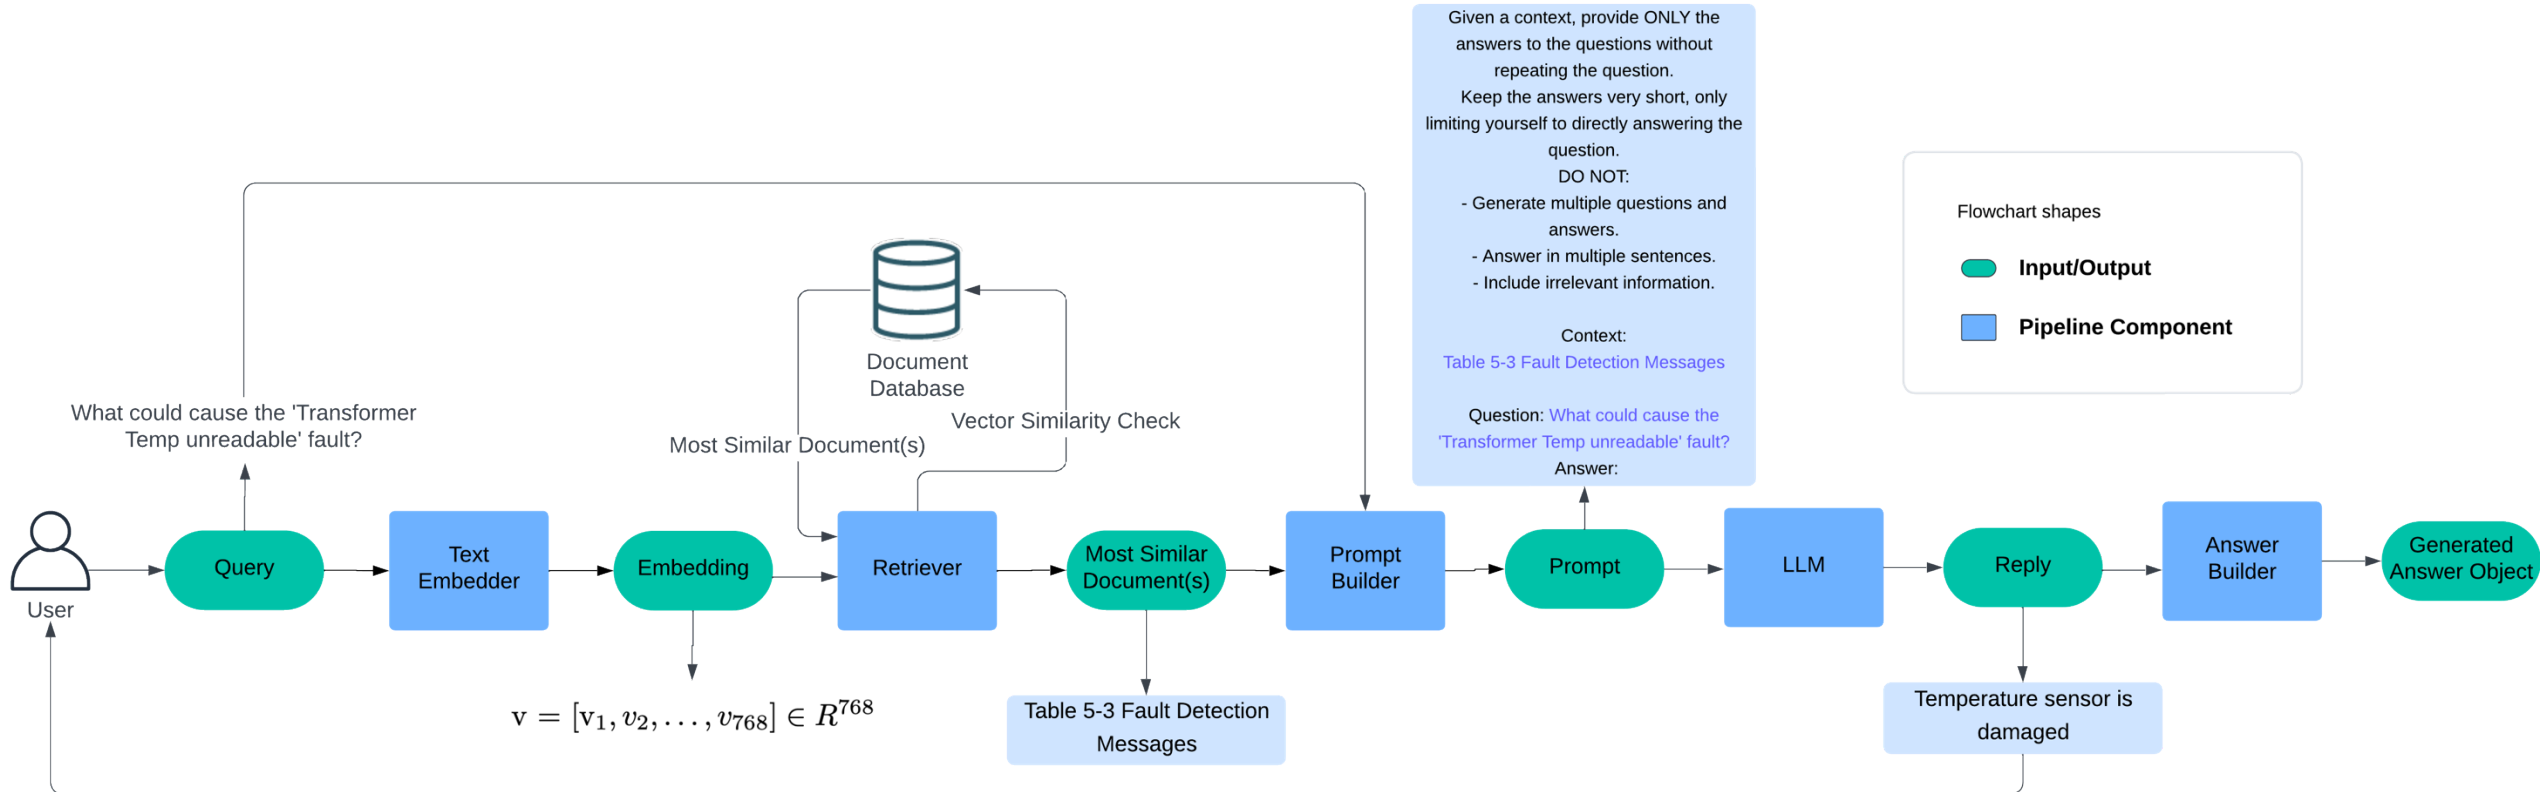 Given a context, provide ONLY the
answers to the questions without
repeating the question.
Keep the answers very short, only
limiting yourself to directly answering the
question.
DO NOT:
- Generate multiple questions and
answers.
- Answer in multiple sentences.
- Include irrelevant information.
Context:
Table 5-3 Fault Detection Messages
Question: What could cause the
'Transformer Temp unreadable' fault?
Answer:
Flowchart shapes
Input/Output
Pipeline Component
Document
Database
What could cause the 'Transformer
Temp unreadable' fault?
Most Similar Document(s)
Vector Similarity Check
User
Query
Text
Embedder
Embedding
Retriever
Most Similar
Document(s)
Prompt
Builder
Prompt
LLM
Reply
Answer
Builder
Generated
Answer Object
v = [v₁, v₂, . . . , v₇₆₈] ∈ R⁷⁶⁸
Table 5-3 Fault Detection
Messages
Temperature sensor is
damaged